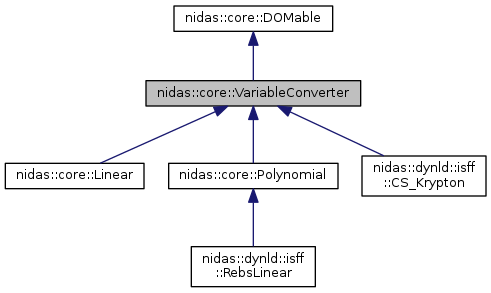 nidas::core::DOMable
nidas::core::VariableConverter
nidas::core::Linear
nidas::core::Polynomial
nidas::dynld::isff
::CS_Krypton
nidas::dynld::isff
::RebsLinear